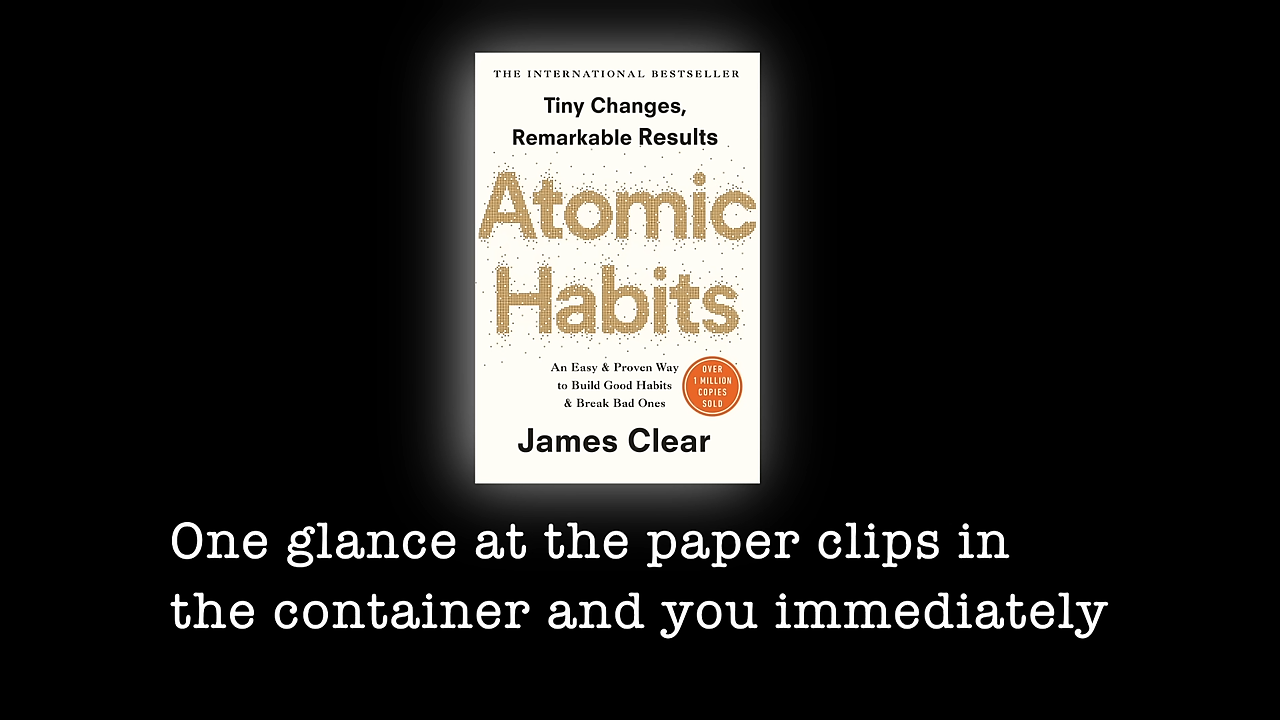 THE INTERNATIONAL BESTSELLER
Tiny Changes,
Remarkable Results
Atomic
Habits
An Easy & Proven Way
to Build Good Habits
& Break Bad Ones
OVER
1 MILLION
COPIES
SOLD
James Clear
One glance at the paper clips in
the container and you immediately